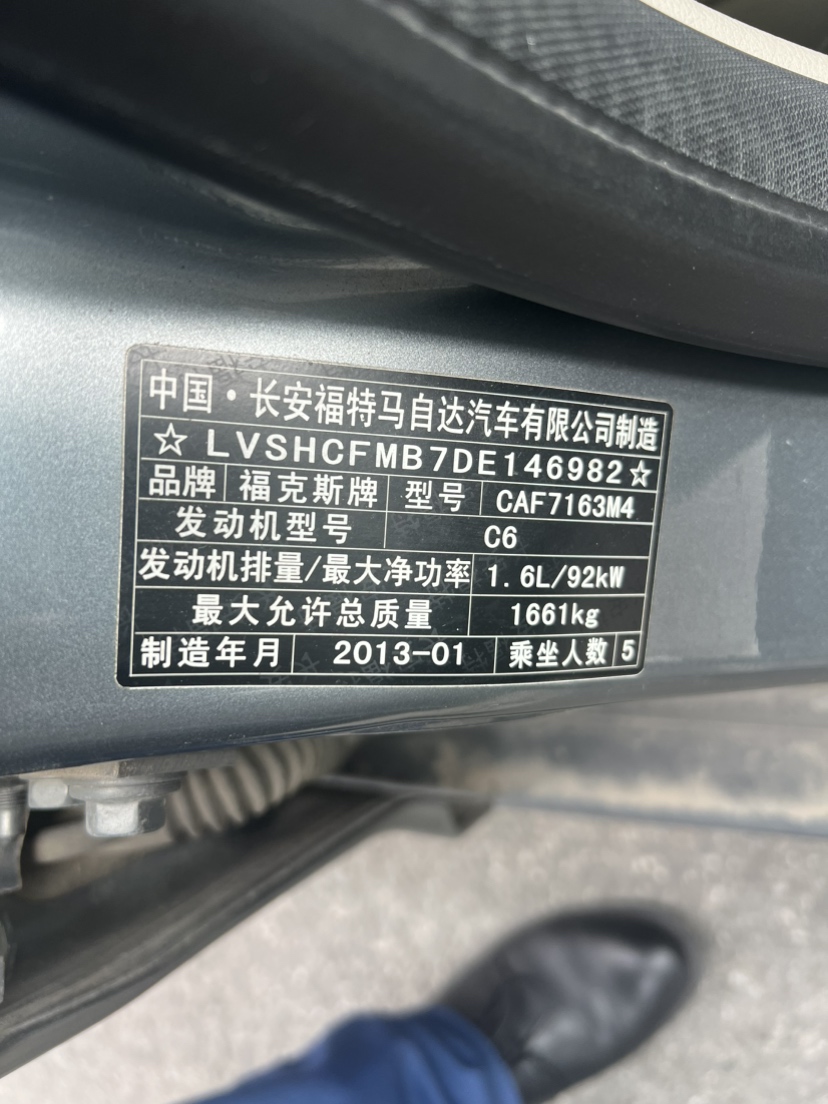 中国·长安福特马自达汽车有限公司制造
☆LVSHCFMB7DE146982☆
品牌 福克斯牌 型号 CAF7163M4
发动机型号 C6
发动机排量/最大净功率 1.6L/92kW
最大允许总质量 1661kg
制造年月 2013-01 乘坐人数 5